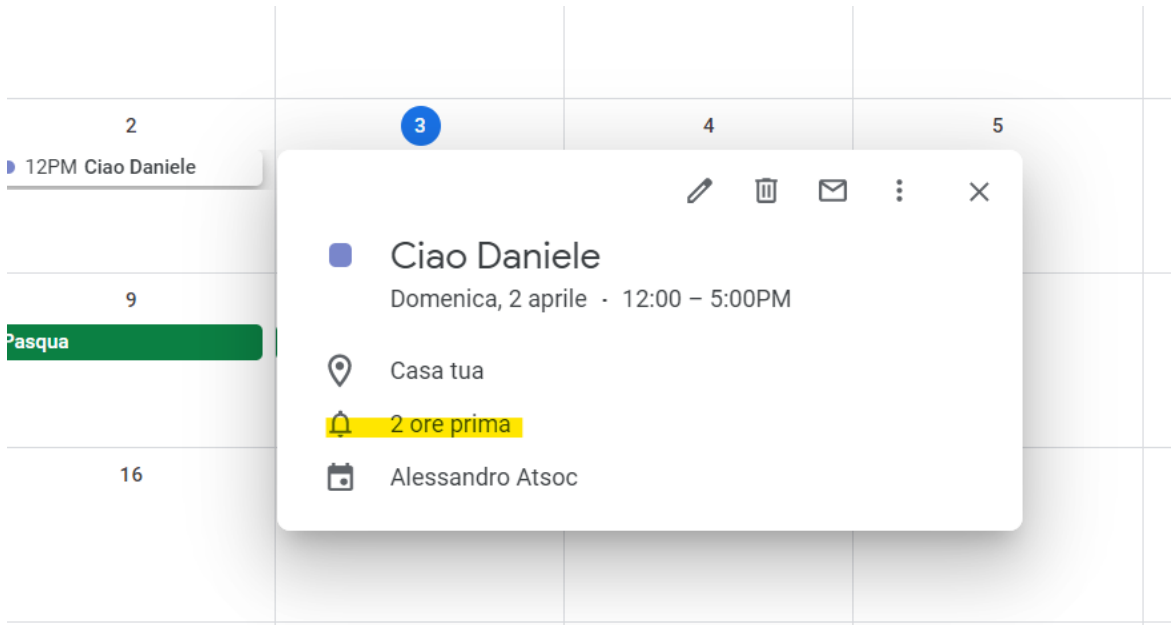 2
3
4
5
12PM Ciao Daniele
Ciao Daniele
Domenica, 2 aprile · 12:00 – 5:00PM
9
Pasqua
Casa tua
2 ore prima
16
Alessandro Atsoc